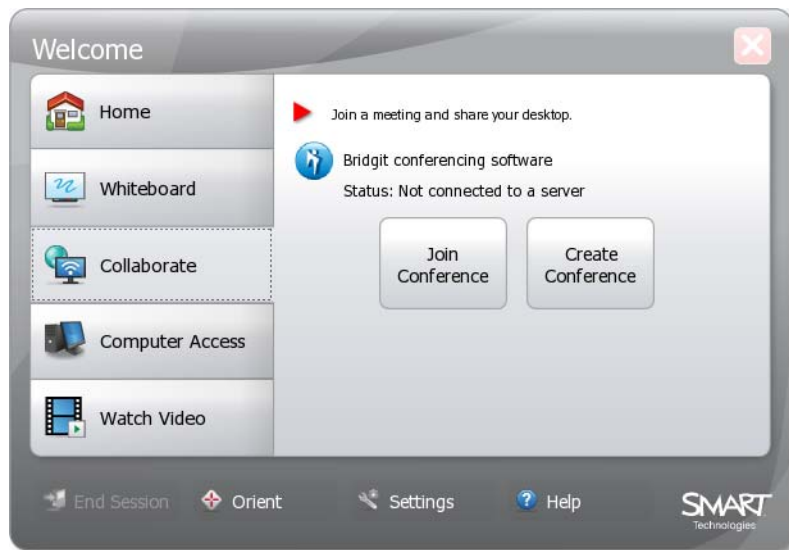 Welcome
Home
Whiteboard
Collaborate
Computer Access
Watch Video
Join a meeting and share your desktop.
Bridgit conferencing software
Status: Not connected to a server
Join
Conference
Create
Conference
End Session
Orient
Settings
Help
SMART
Technologies